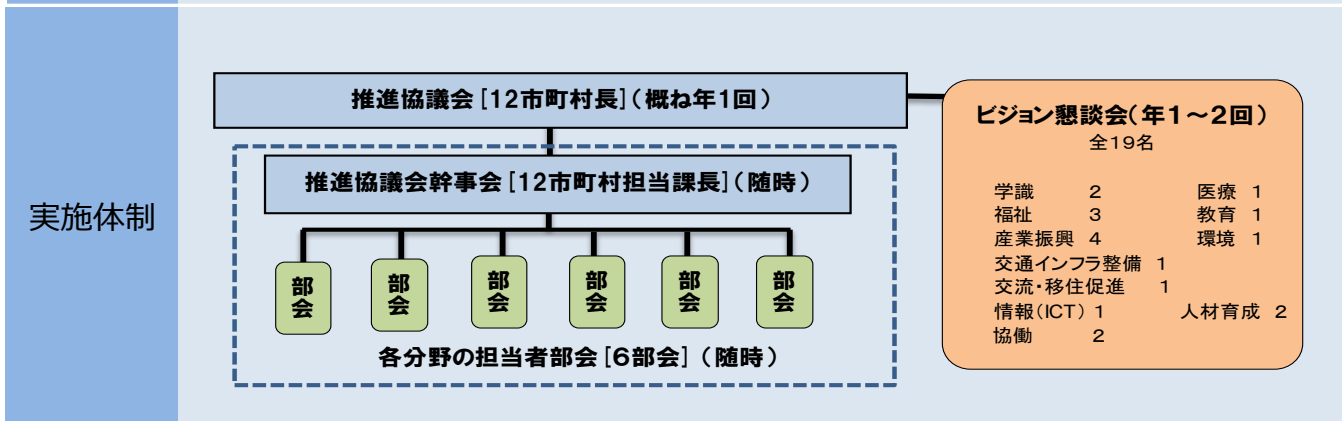 実施体制
推進協議会［12市町村長］（概ね年1回）
推進協議会幹事会［12市町村担当課長］（随時）
部会
部会
部会
部会
部会
部会
各分野の担当者部会［6部会］（随時）
ビジョン懇談会（年１～２回）
全１９名
学識　２　医療　１
福祉　３　教育　１
産業振興　４　環境　１
交通インフラ整備　１
交流・移住促進　１
情報（ICT）１　人材育成　２
協働　２